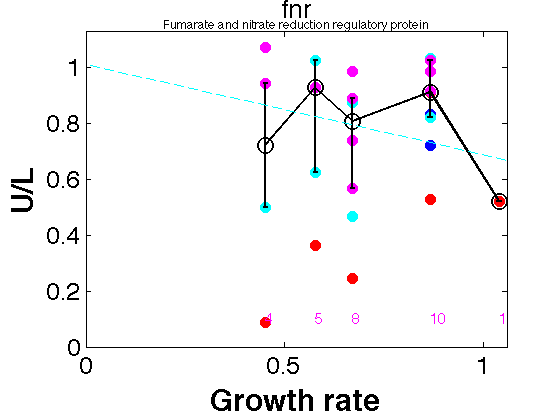 fnr
Fumarate and nitrate reduction regulatory protein
1
0.8
0.6
0.4
0.2
0
U/L
4 5 8 10 1
0 0.5 1
Growth rate